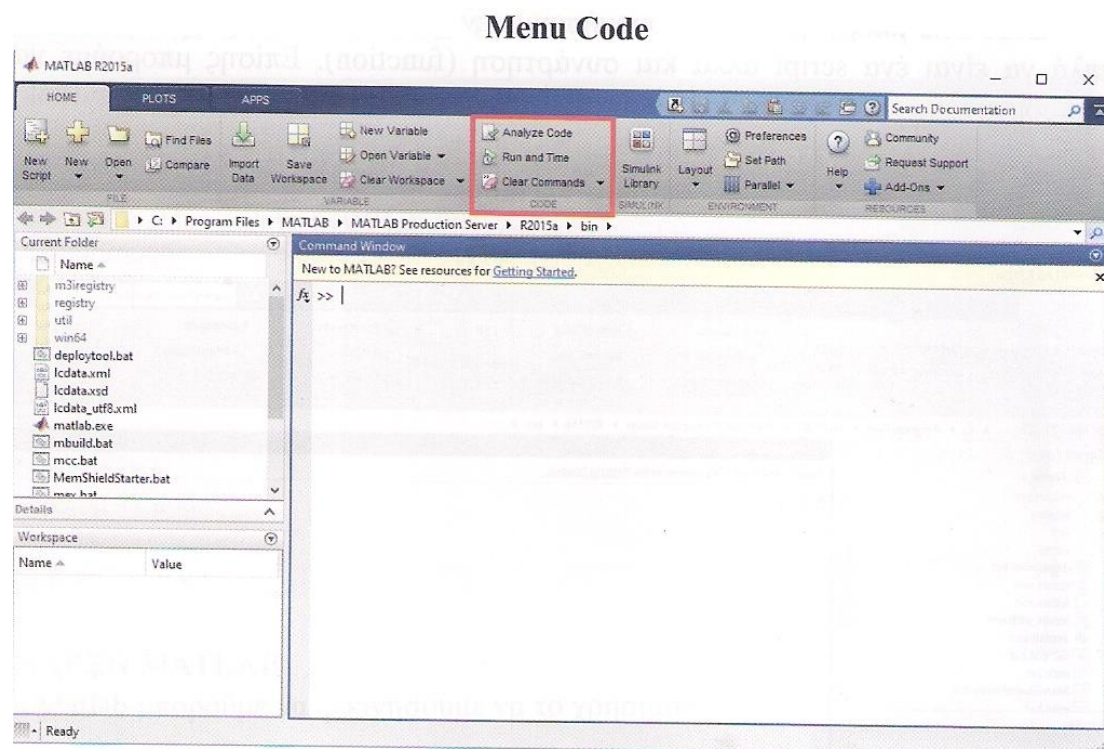 Menu Code
MATLAB R2015a
HOME PLOTS APPS
Search Documentation
New Script
New
Open
Find Files
Compare
FILE
Import Data
Save Workspace
New Variable
Open Variable
Clear Workspace
VARIABLE
Analyze Code
Run and Time
Clear Commands
CODE
Simulink Library
SIMULINK
Layout
Preferences
Set Path
Parallel
ENVIRONMENT
Help
Community
Request Support
Add-Ons
RESOURCES
C: Program Files MATLAB MATLAB Production Server R2015a bin
Current Folder
Name
m3iregistry
registry
util
win64
deploytool.bat
lcdata.xml
lcdata.xsd
lcdata_utf8.xml
matlab.exe
mbuild.bat
mcc.bat
MemShieldStarter.bat
mex.bat
Details
Workspace
Name Value
Command Window
New to MATLAB? See resources for Getting Started.
fx >>
Ready